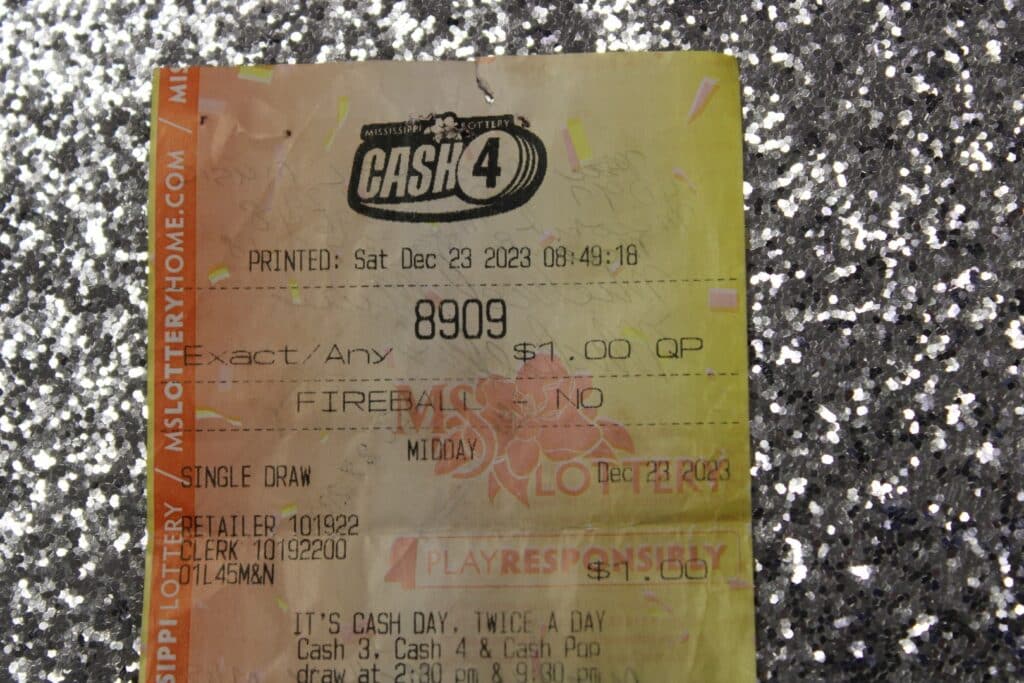 MISSISSIPPI LOTTERY
CASH 4
PRINTED: Sat Dec 23 2023 08:49:18
8909
Exact/Any $1.00 QP
FIREBALL - NO
MIDDAY
SINGLE DRAW Dec 23 2023
MS LOTTERY
RETAILER 101922
CLERK 10192200
01L45M&N
PLAY RESPONSIBLY
$1.00
IT'S CASH DAY, TWICE A DAY
Cash 3, Cash 4 & Cash Pop
draw at 2:30 pm & 9:30 pm
SIPPI LOTTERY / MSLOTTERYHOME.COM / MIS